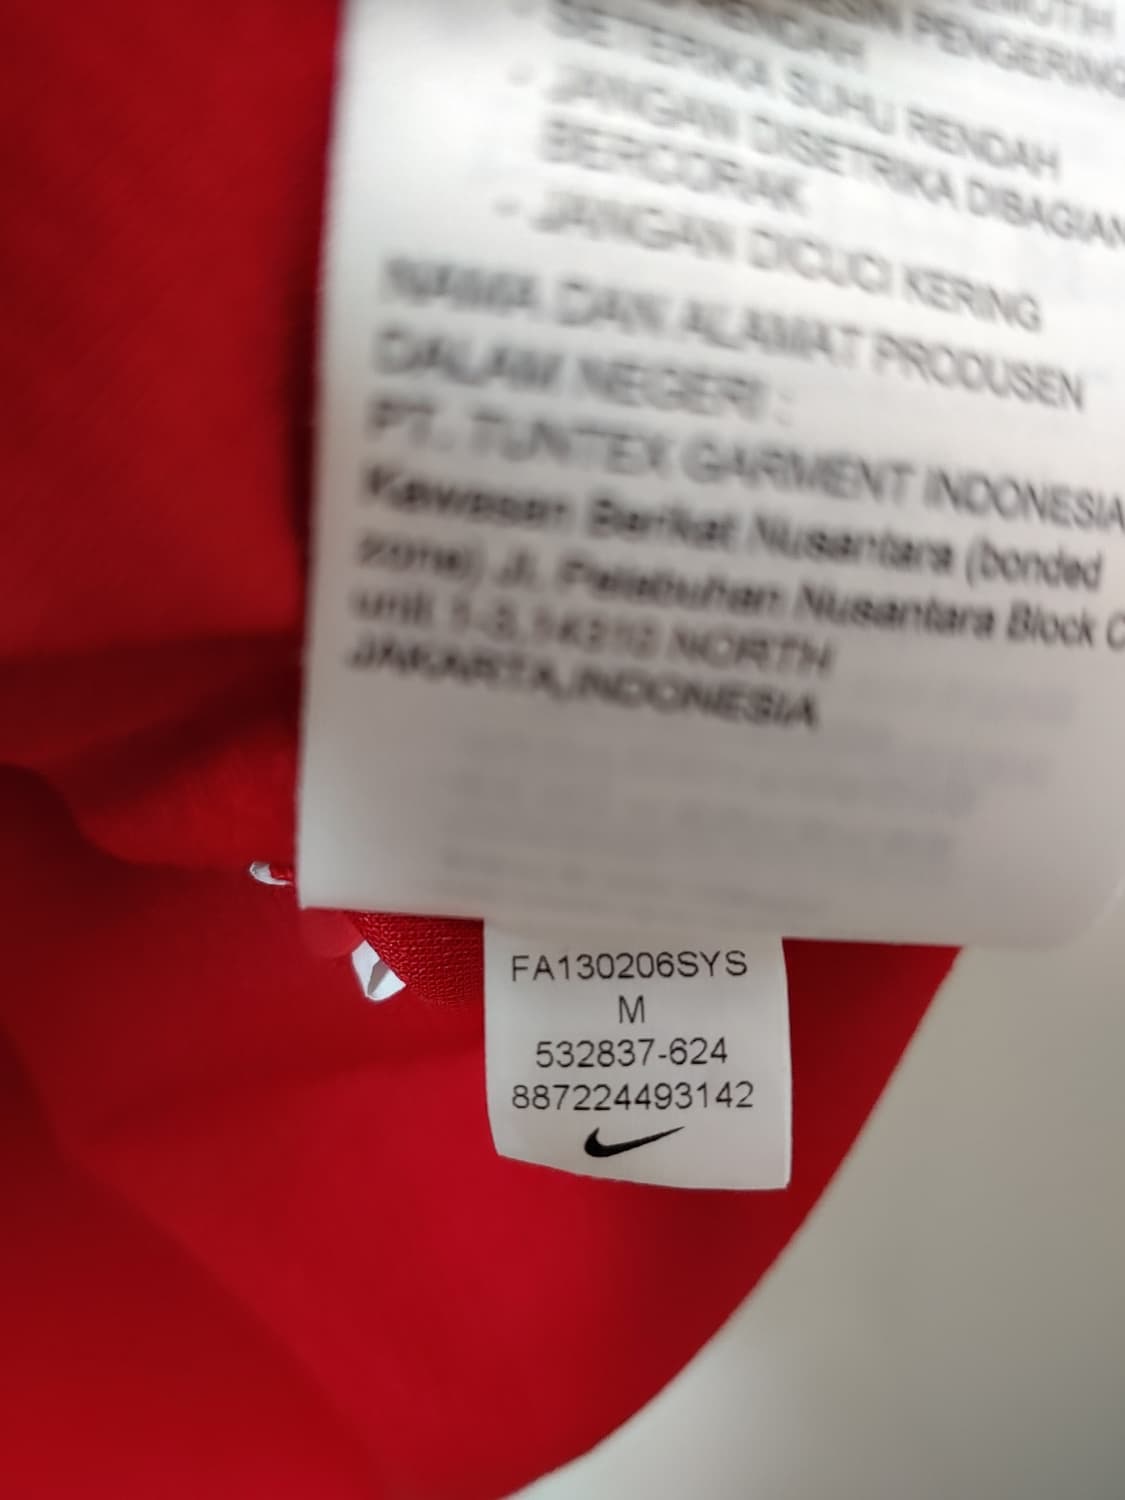 RENDAH
SETERIKA SUHU RENDAH
- JANGAN DISETRIKA DIBAGIAN
BERCORAK
- JANGAN DICUCI KERING
NAMA DAN ALAMAT PRODUSEN
DALAM NEGERI :
PT. TUNTEX GARMENT INDONESIA
Kawasan Berikat Nusantara (bonded
zone) Jl. Pelabuhan Nusantara Block C
unit 1-3,14310 NORTH
JAKARTA,INDONESIA
FA130206SYS
M
532837-624
887224493142